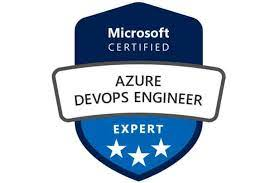 Microsoft
CERTIFIED
AZURE
DEVOPS ENGINEER
EXPERT